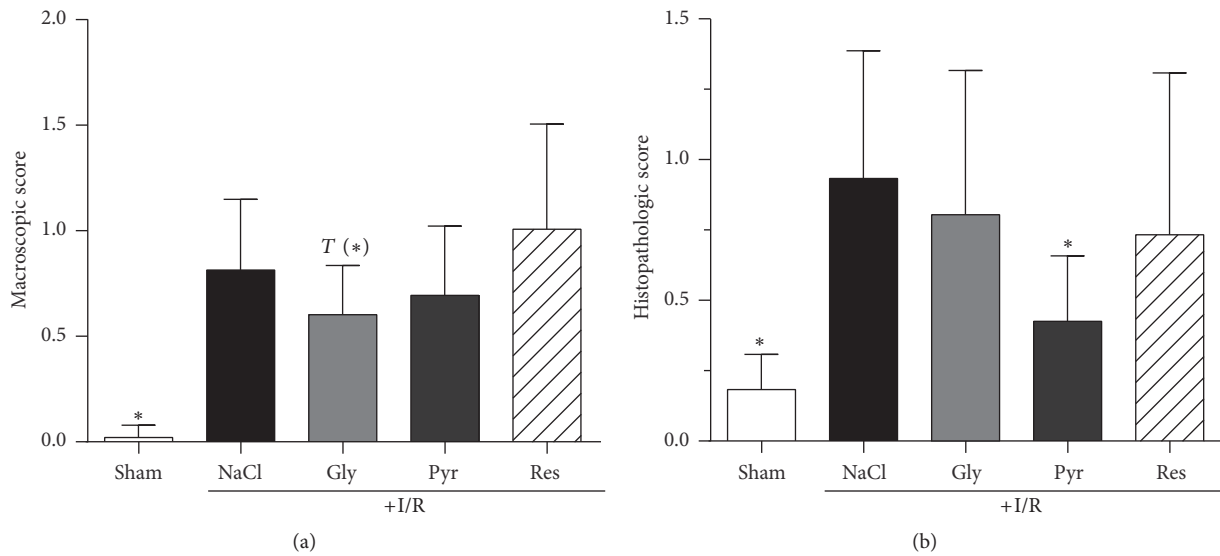 Macroscopic score
2.0
1.5
1.0
0.5
0.0
*
T (*)
Sham NaCl Gly Pyr Res
+I/R
(a)
Histopathologic score
1.5
1.0
0.5
0.0
*
*
Sham NaCl Gly Pyr Res
+I/R
(b)